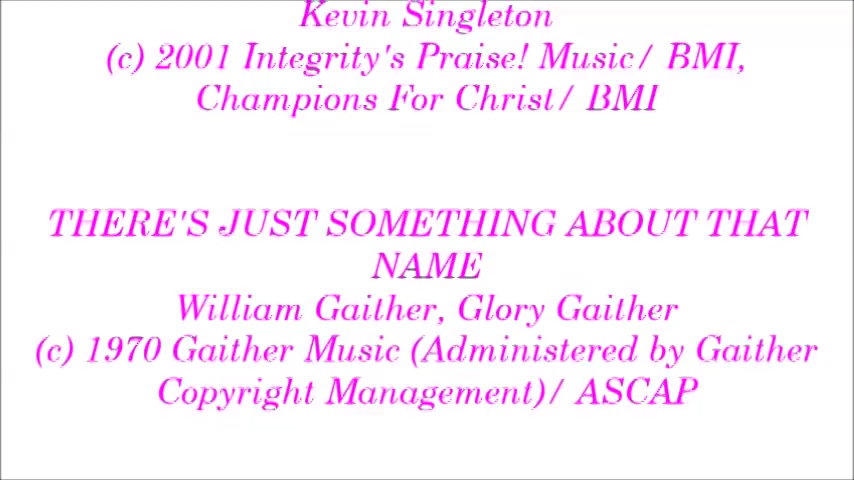 Kevin Singleton
(c) 2001 Integrity's Praise! Music/ BMI,
Champions For Christ/ BMI
THERE'S JUST SOMETHING ABOUT THAT
NAME
William Gaither, Glory Gaither
(c) 1970 Gaither Music (Administered by Gaither
Copyright Management)/ ASCAP